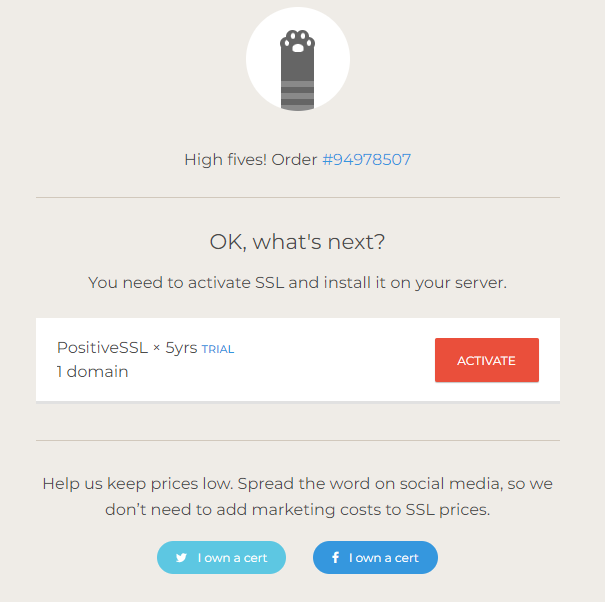 High fives! Order #94978507
OK, what's next?
You need to activate SSL and install it on your server.
PositiveSSL × 5yrs TRIAL
1 domain
ACTIVATE
Help us keep prices low. Spread the word on social media, so we
don’t need to add marketing costs to SSL prices.
I own a cert
I own a cert